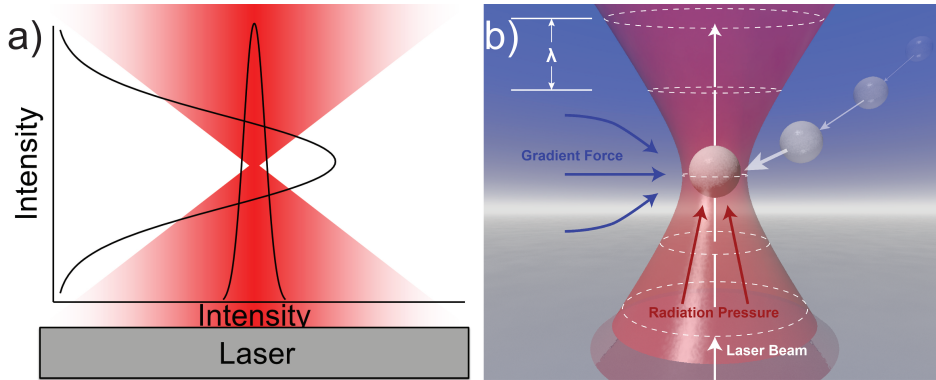 a)
Intensity
Intensity
Laser
b)
λ
Gradient Force
Radiation Pressure
Laser Beam